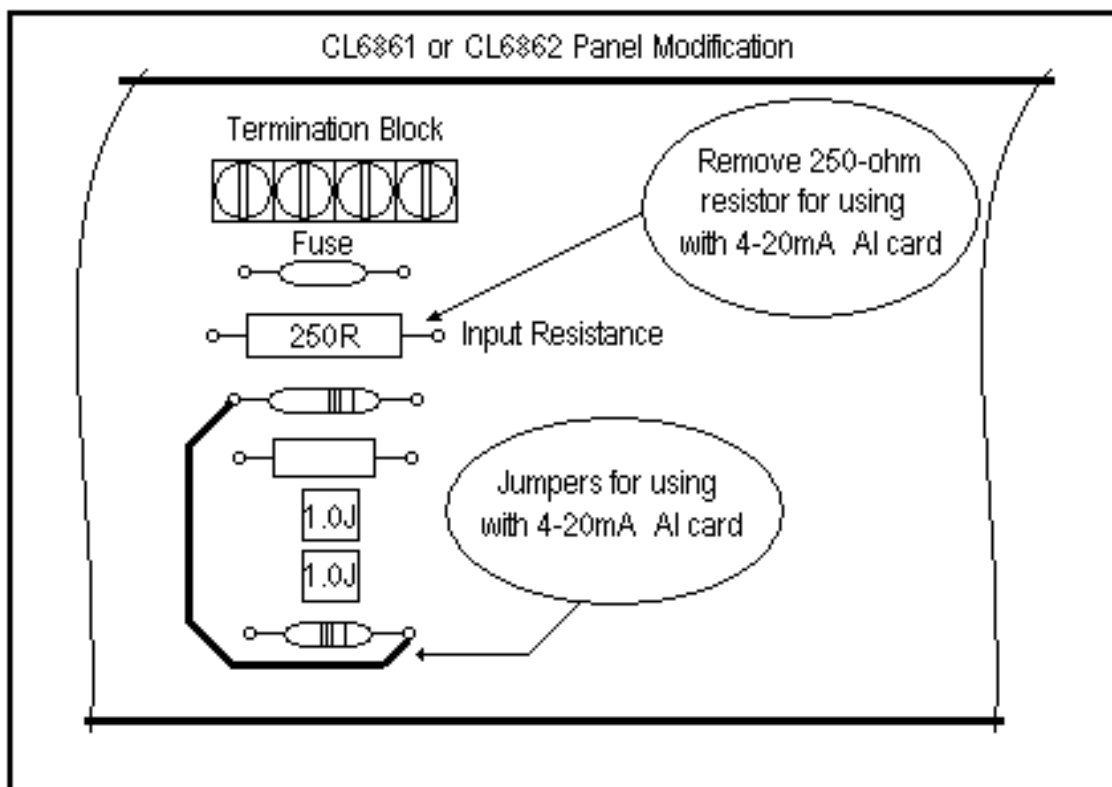 CL6861 or CL6862 Panel Modification
Termination Block
Remove 250-ohm
resistor for using
with 4-20mA AI card
Fuse
250R
Input Resistance
Jumpers for using
with 4-20mA AI card
1.0J
1.0J